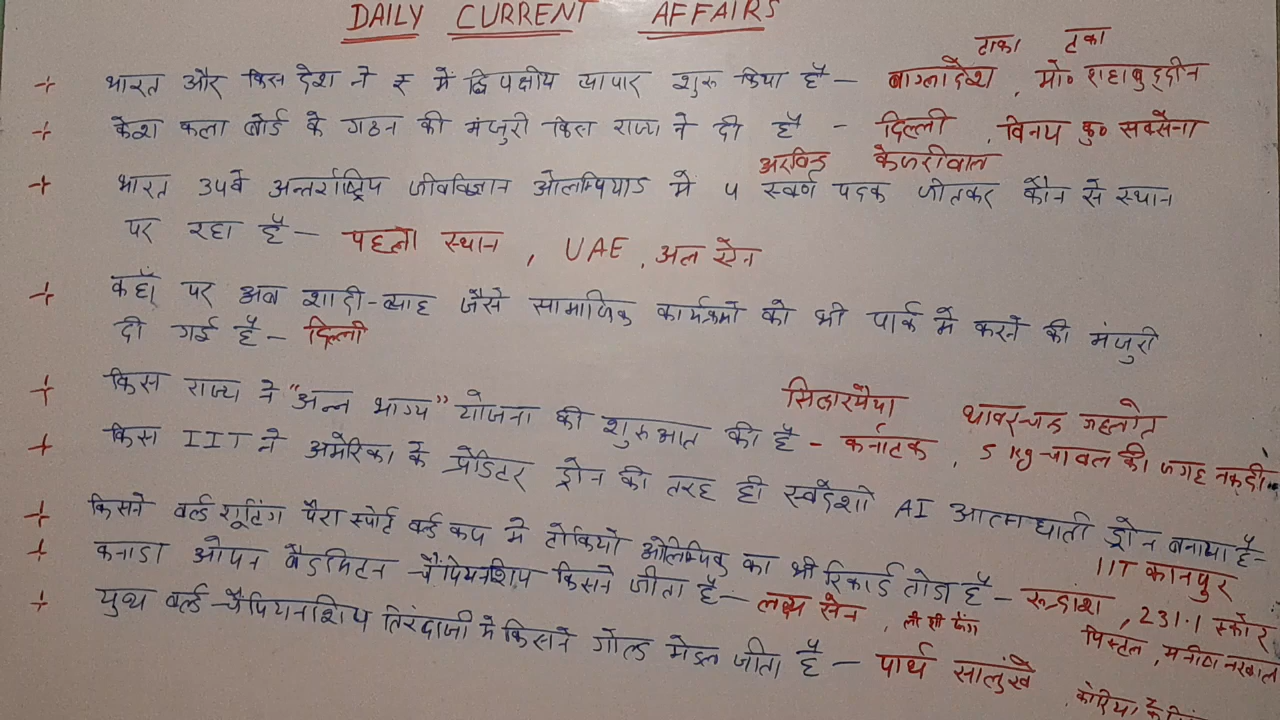 DAILY CURRENT AFFAIRS
टाका टका
भारत और किस देश ने ₹ में द्विपक्षीय व्यापार शुरु किया है - बाग्लादेश, मो० शहाबुद्दीन
केश कला बोर्ड के गठन की मंजुरी किस राज्य ने दी है - दिल्ली, विनय कु० सक्सेना
अरविन्द केजरीवाल
भारत 34वे अन्तर्राष्ट्रिय जीवविज्ञान ओलम्पियाड में 4 स्वर्ण पदक जीतकर कौन से स्थान
पर रहा है - पहला स्थान, UAE, अल ऐन
कहाँ पर अब शादी-ब्याह जैसे सामाजिक कार्यक्रमो को भी पार्क में करने की मंजुरी
दी गई है - दिल्ली
सिद्धारमैया थावरचन्द गहलोत
किस राज्य ने "अन्न भाग्य" योजना की शुरुआत की है - कर्नाटक, 5 kg चावल की जगह नकदी
किस IIT ने अमेरिका के प्रेडिटर ड्रोन की तरह ही स्वदेशी AI आत्मघाती ड्रोन बनाया है -
IIT कानपुर
किसने वर्ल्ड शूटिंग पैरा स्पोर्ट वर्ल्ड कप मे टोकियो ओलिम्पिक का भी रिकार्ड तोडा है - रूद्रांश, 231.1 स्कोर
पिस्टल, मनीष नरवाल
कनाडा ओपन बैडमिंटन चैंपियनशिप किसने जीता है - लक्ष्य सेन, ली शी फेंग
युथ वर्ल्ड चैपियनशिप तिरंदाजी मे किसने गोल्ड मेडल जीता है - पार्थ सालुंखे
कोरिया के